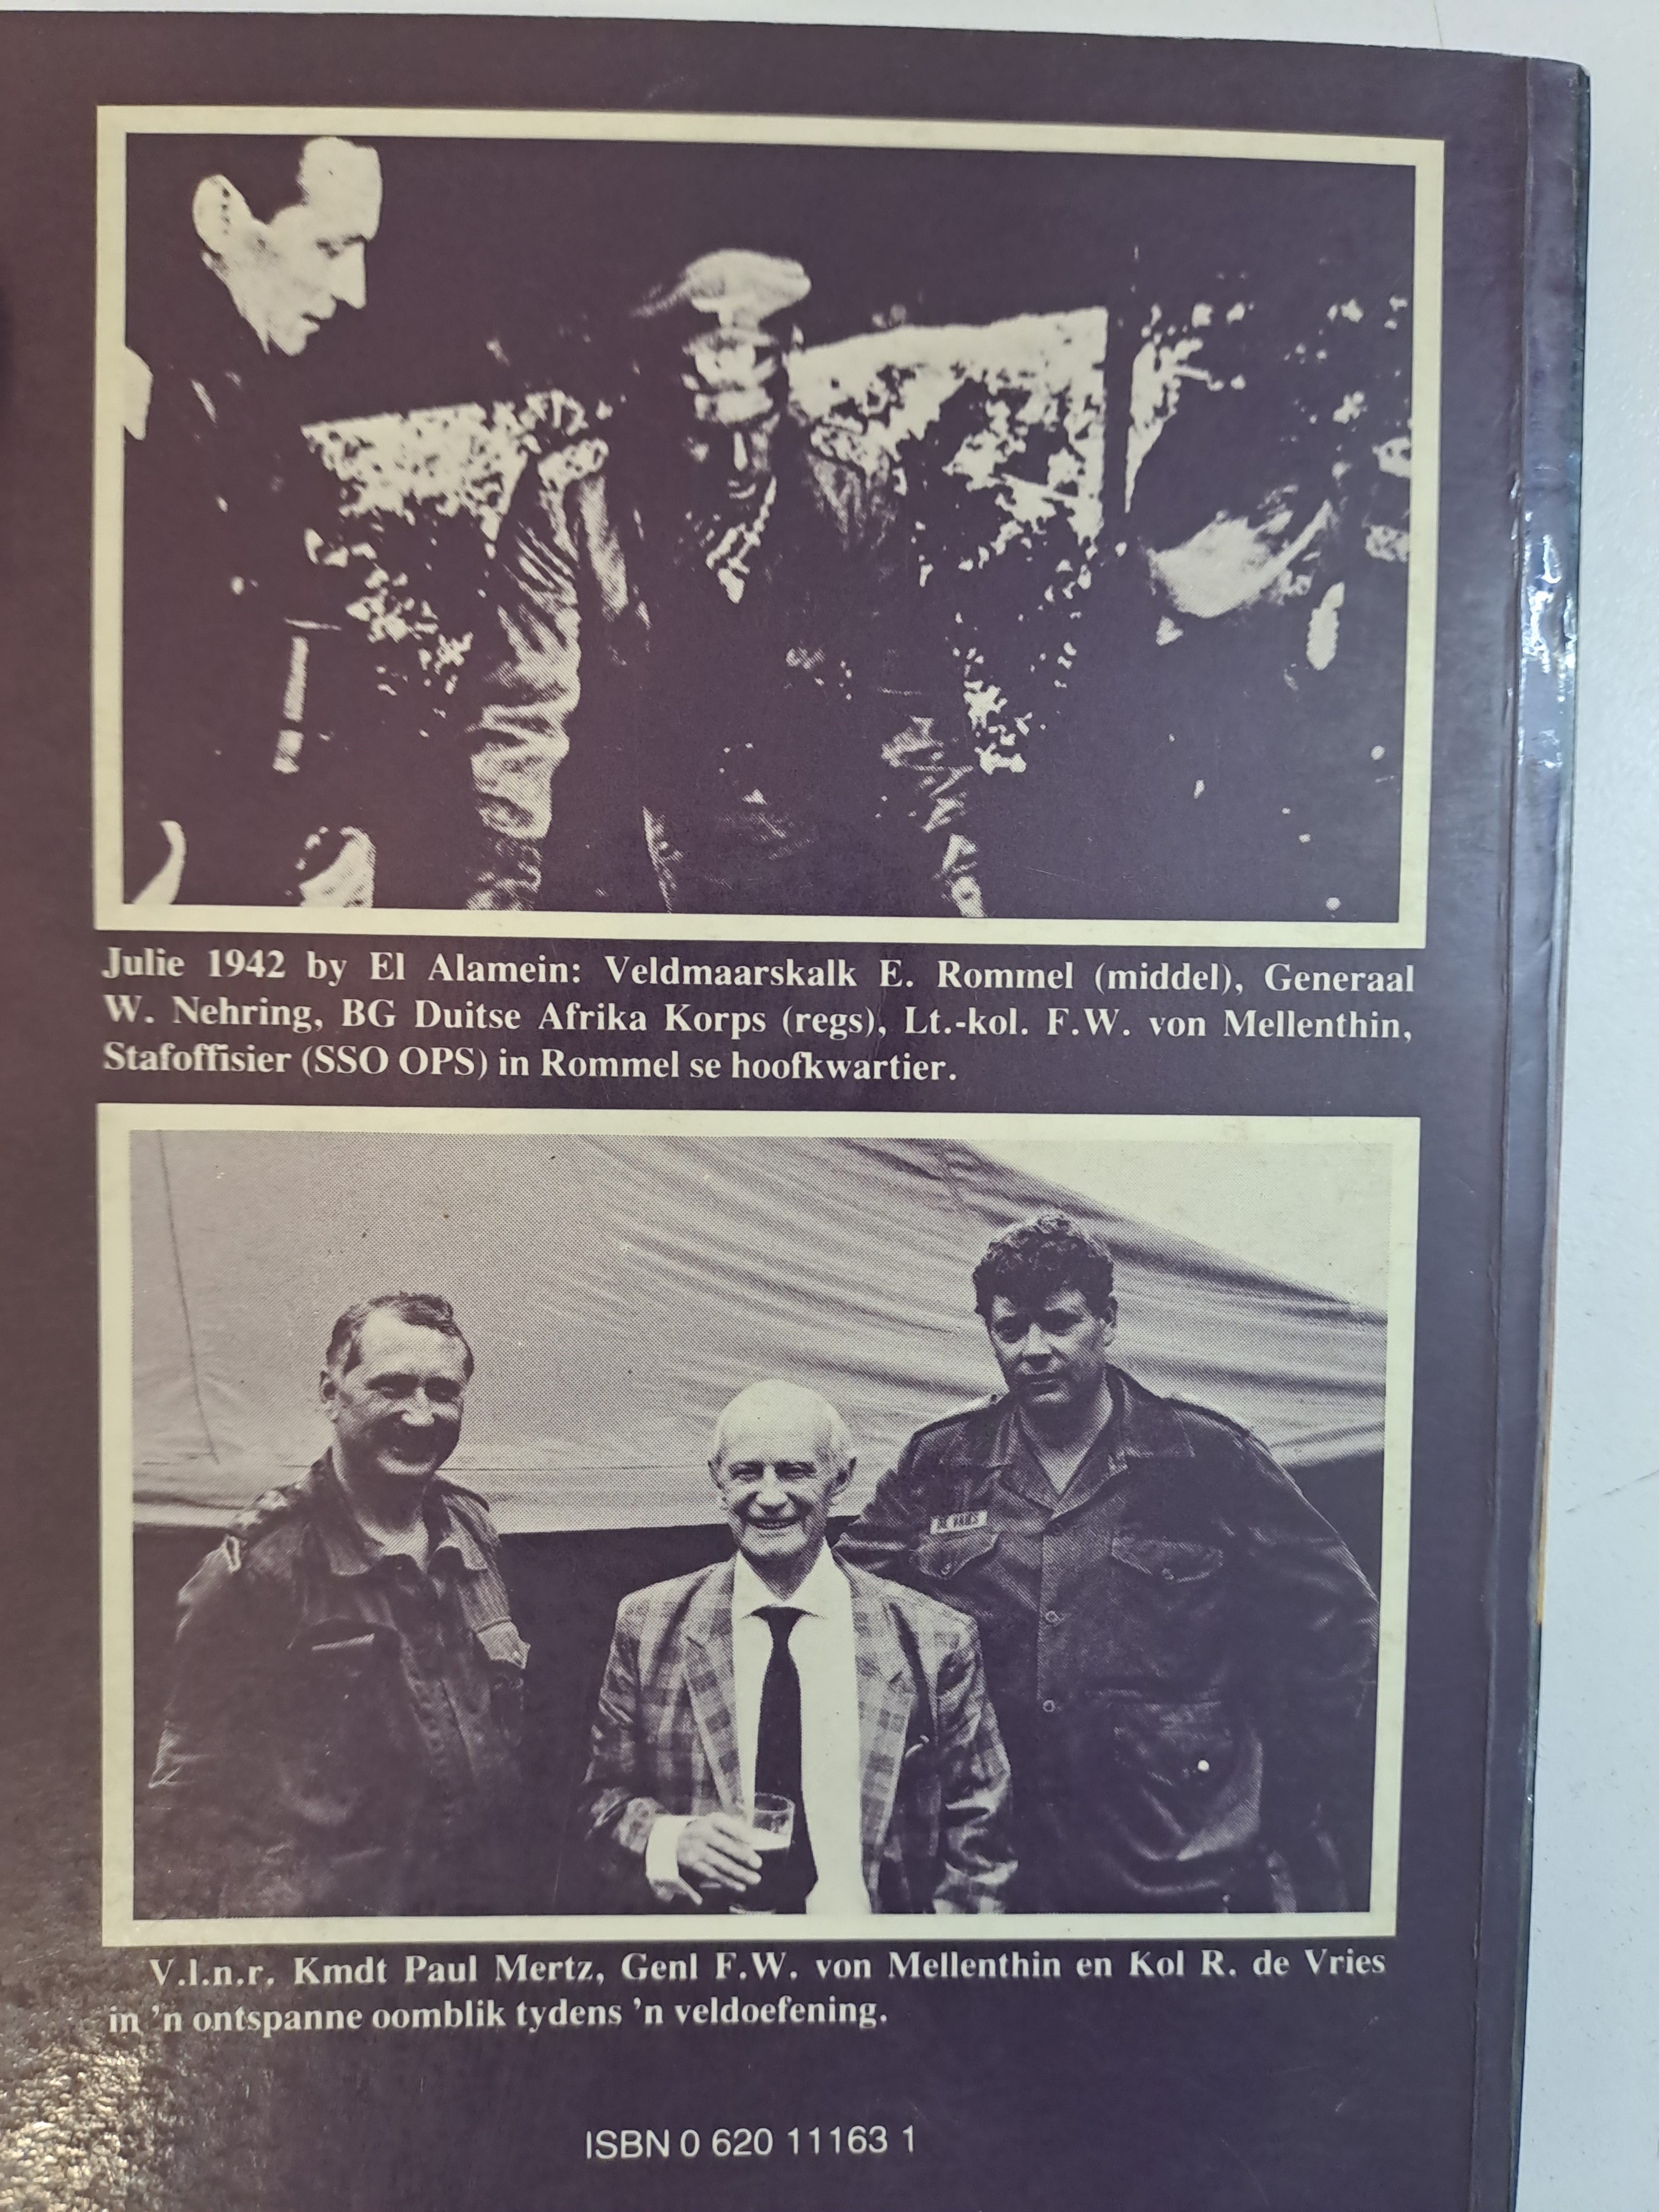 Julie 1942 by El Alamein: Veldmaarskalk E. Rommel (middel), Generaal
W. Nehring, BG Duitse Afrika Korps (regs), Lt.-kol. F.W. von Mellenthin,
Stafoffisier (SSO OPS) in Rommel se hoofkwartier.
DE VRIES
V.l.n.r. Kmdt Paul Mertz, Genl F.W. von Mellenthin en Kol R. de Vries
in 'n ontspanne oomblik tydens 'n veldoefening.
ISBN 0 620 11163 1